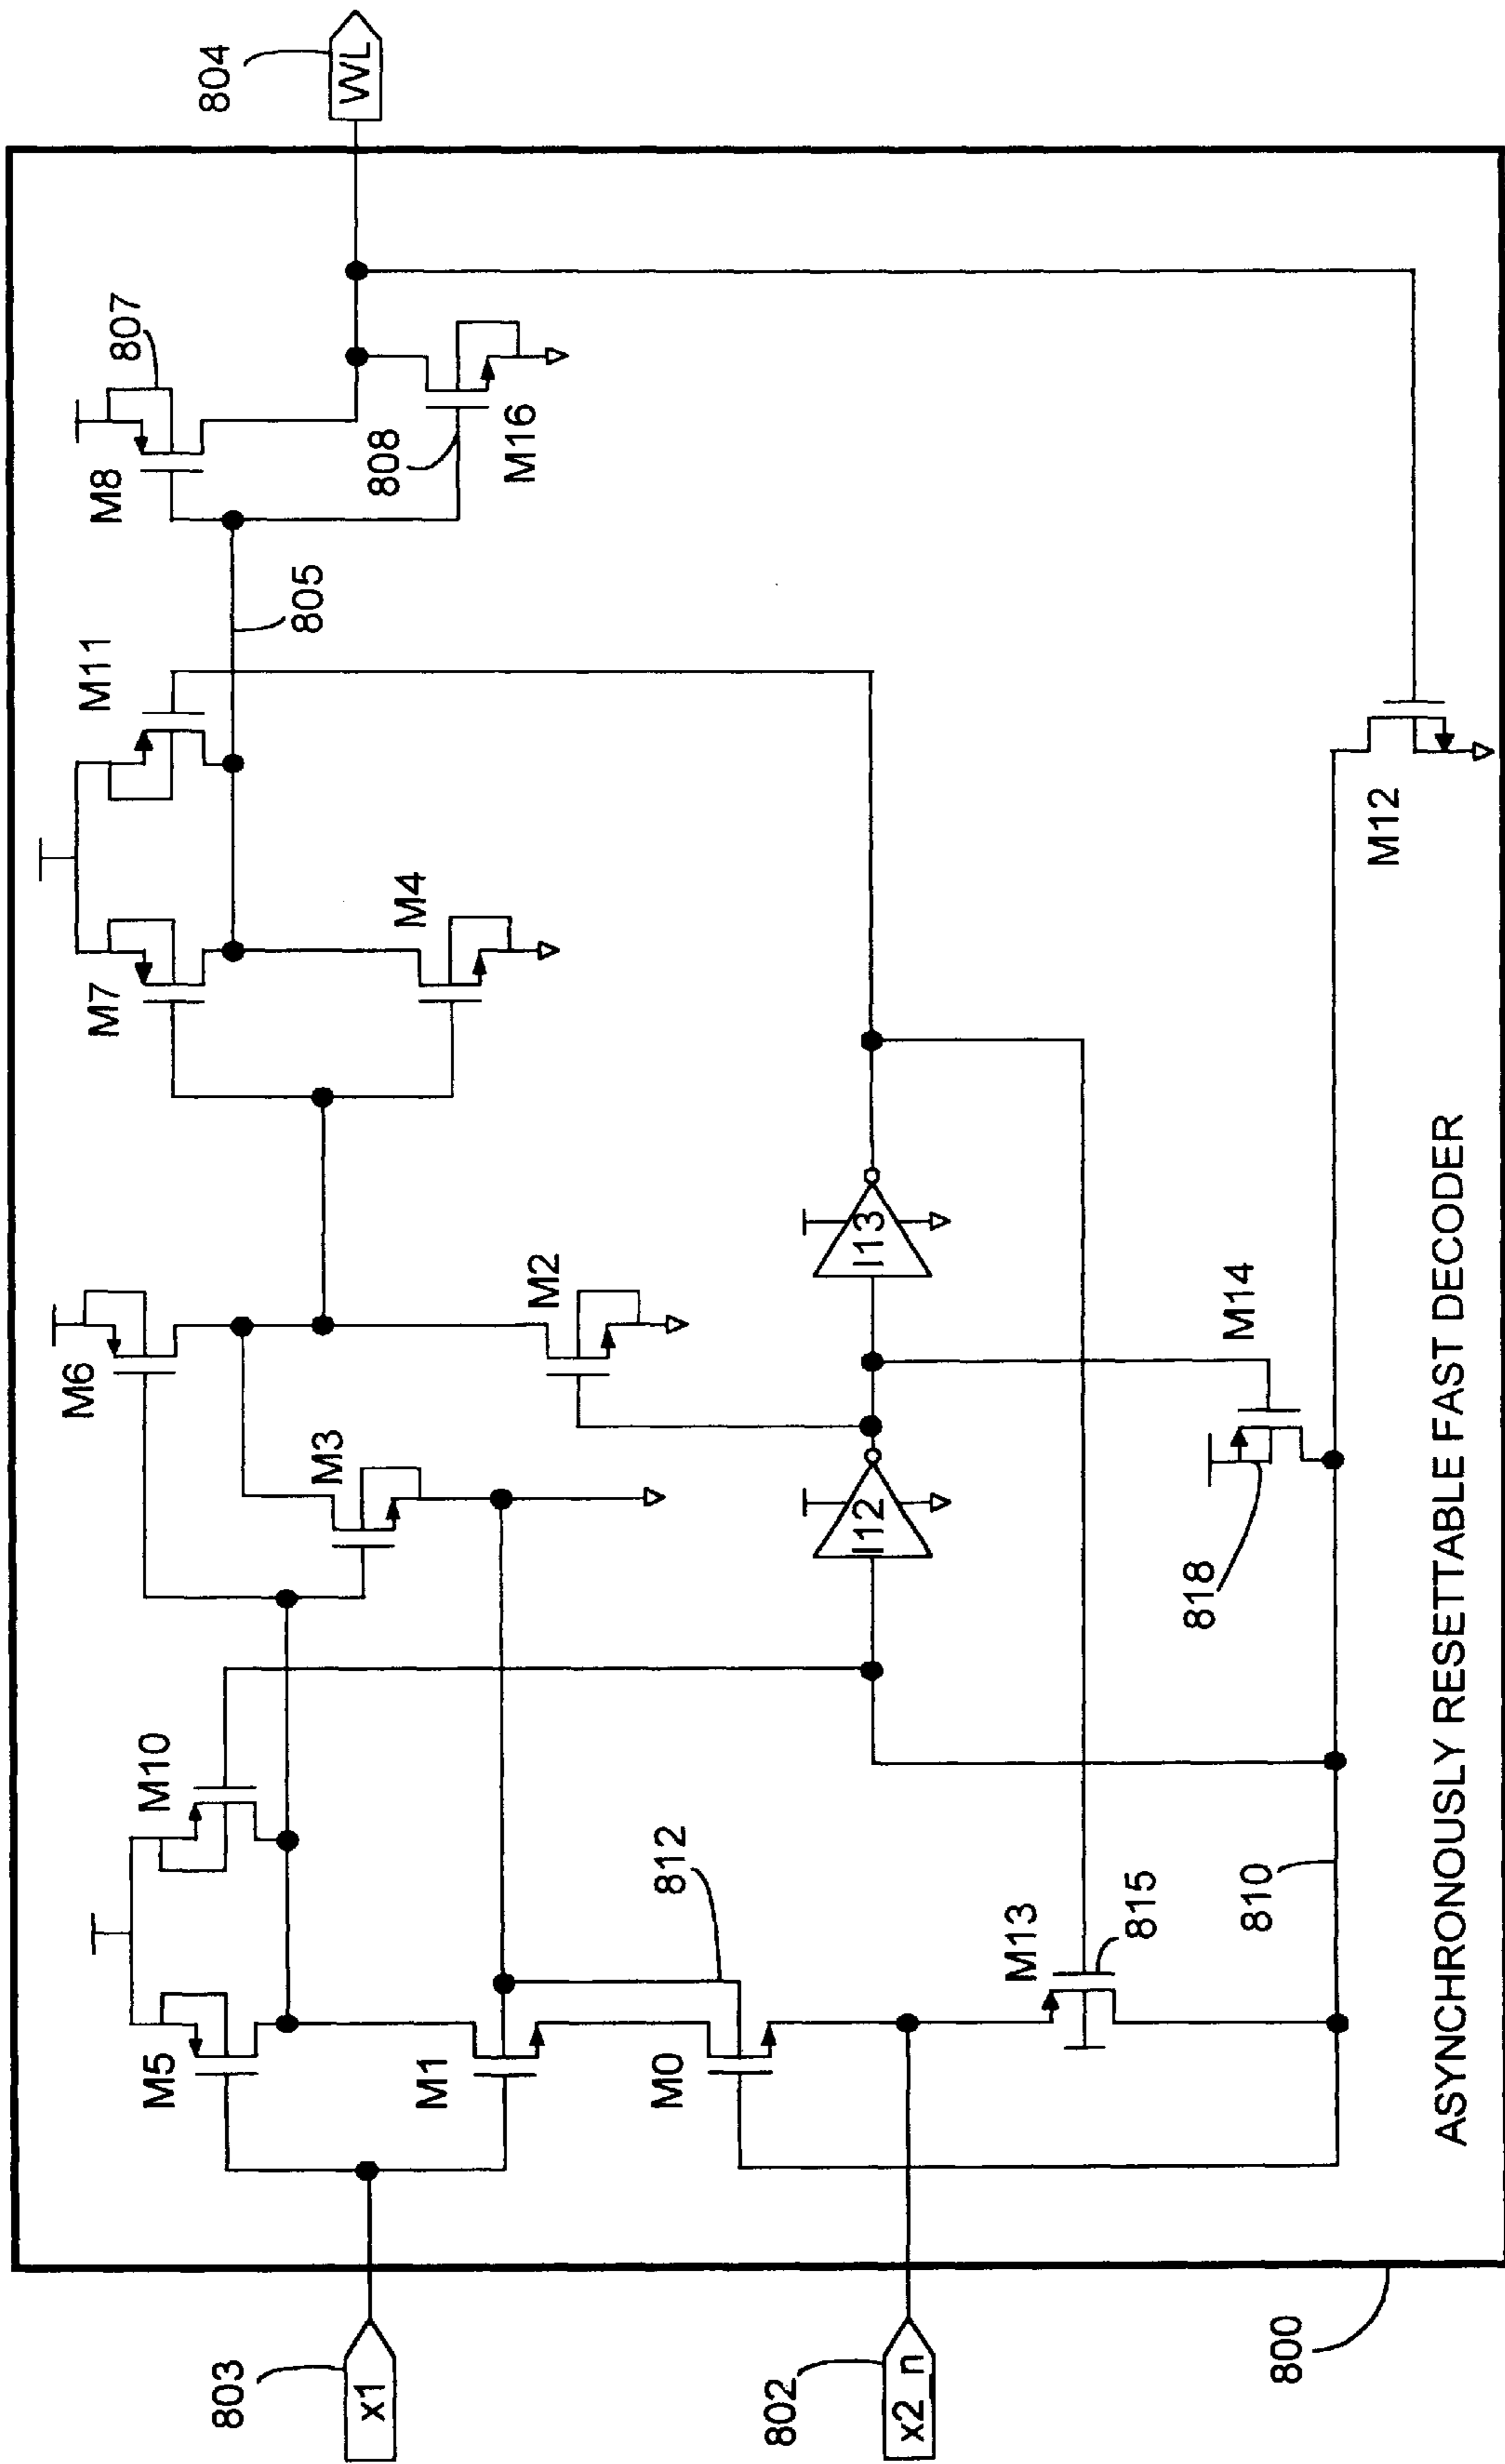 804
WL
807
M8
808
M16
805
M11
M7
M4
M6
M3
M2
M10
M5
M1
812
M0
I12
I13
M14
818
M13
815
810
M12
803
x1
802
x2_n
800
ASYNCHRONOUSLY RESETTABLE FAST DECODER